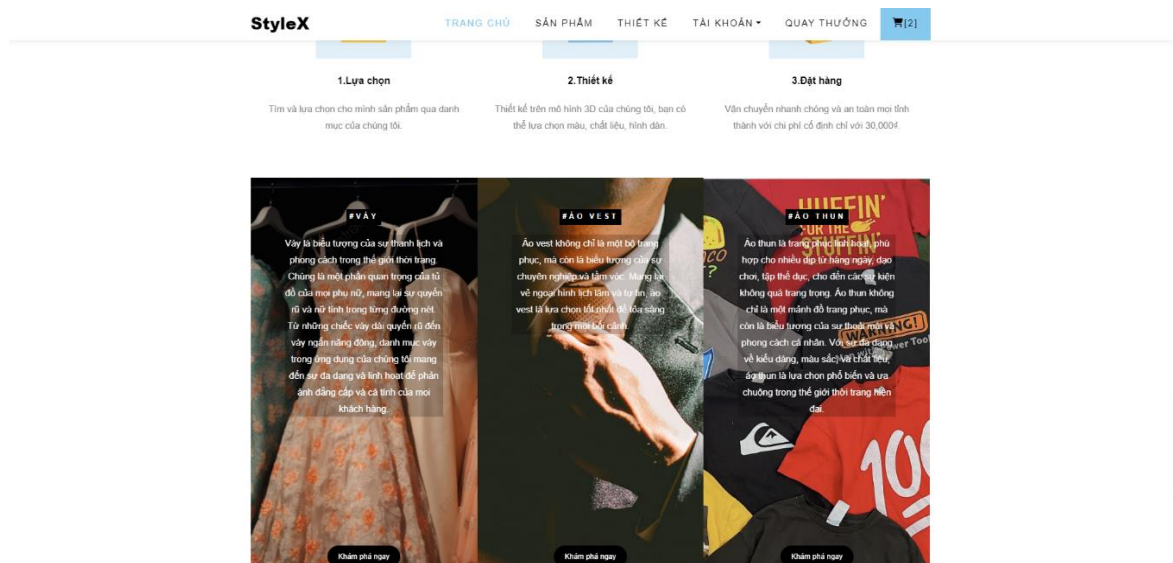 StyleX
TRANG CHỦ
SẢN PHẨM
THIẾT KẾ
TÀI KHOẢN
QUAY THƯỞNG
[2]
1.Lựa chọn
2.Thiết kế
3.Đặt hàng
Tìm và lựa chọn cho mình sản phẩm qua danh
mục của chúng tôi.
Thiết kế trên mô hình 3D của chúng tôi, bạn có
thể lựa chọn màu, chất liệu, hình dán.
Vận chuyển nhanh chóng và an toàn mọi tỉnh
thành với chi phí cố định chỉ với 30,000₫.
#VÁY
Váy là biểu tượng của sự thanh lịch và
phong cách trong thế giới thời trang.
Chúng là một phần quan trọng của tủ
đồ của mọi phụ nữ, mang lại sự quyến
rũ và nữ tính trong từng đường nét.
Từ những chiếc váy dài quyến rũ đến
váy ngắn năng động, danh mục váy
trong ứng dụng của chúng tôi mang
đến sự đa dạng và linh hoạt để phản
ánh đẳng cấp và cá tính của mọi
khách hàng.
Khám phá ngay
#ÁO VEST
Áo vest không chỉ là một bộ trang
phục, mà còn là biểu tượng của sự
chuyên nghiệp và tầm vóc. Mang lại
vẻ ngoại hình lịch lãm và tự tin, áo
vest là lựa chọn tốt nhất để tỏa sáng
trong mọi bối cảnh.
Khám phá ngay
#ÁO THUN
Áo thun là trang phục linh hoạt, phù
hợp cho nhiều dịp từ hàng ngày, dạo
chơi, tập thể dục, cho đến các sự kiện
không quá trang trọng. Áo thun không
chỉ là một mảnh đồ trang phục, mà
còn là biểu tượng của sự thoải mái và
phong cách cá nhân. Với sự đa dạng
về kiểu dáng, màu sắc, và chất liệu,
áo thun là lựa chọn phổ biến và ưa
chuộng trong thế giới thời trang hiện
đại.
Khám phá ngay
HUFFIN'
FOR THE
STUFFIN'
WARNING!
Power Tool
100